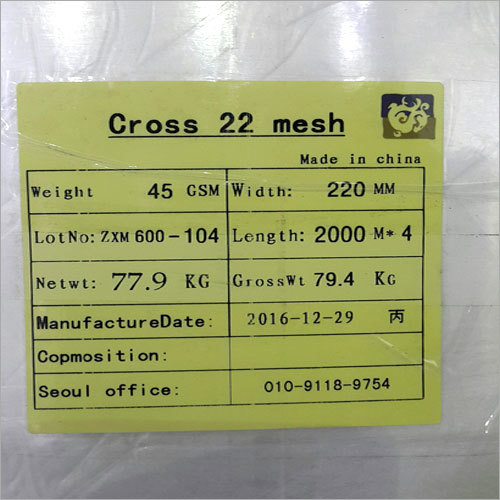 Cross 22 mesh
Made in china
Weight 45 GSM Width: 220 MM
LotNo: ZXM 600-104 Length: 2000 M* 4
Netwt: 77.9 KG GrossWt 79.4 KG
ManufactureDate: 2016-12-29 丙
Copmosition:
Seoul office: 010-9118-9754